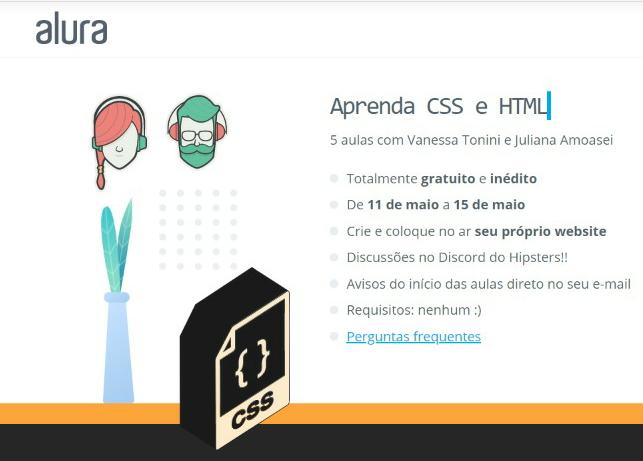 alura
Aprenda CSS e HTML
5 aulas com Vanessa Tonini e Juliana Amoasei
Totalmente gratuito e inédito
De 11 de maio a 15 de maio
Crie e coloque no ar seu próprio website
Discussões no Discord do Hipsters!!
Avisos do início das aulas direto no seu e-mail
Requisitos: nenhum :)
Perguntas frequentes
{ }
CSS